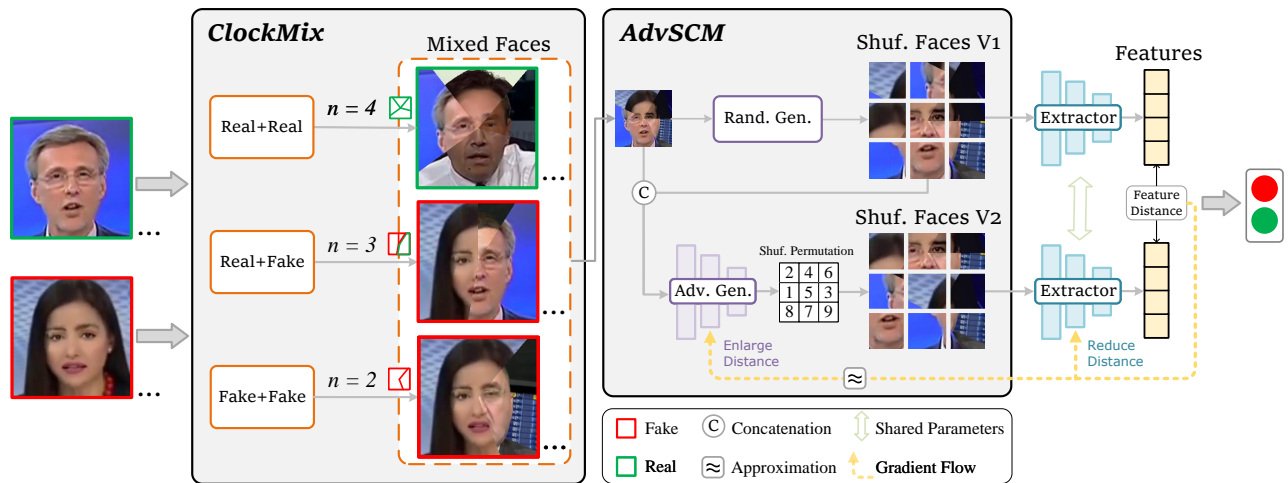 ClockMix
Mixed Faces
Real+Real
n = 4
...
...
Real+Fake
n = 3
...
...
Fake+Fake
n = 2
...
AdvSCM
Shuf. Faces V1
Features
Rand. Gen.
Extractor
C
Feature
Distance
Shuf. Faces V2
Shuf. Permutation
2 4 6
1 5 3
8 7 9
Adv. Gen.
Extractor
Enlarge
Distance
Reduce
Distance
≈
Fake
C Concatenation
Shared Parameters
Real
≈ Approximation
Gradient Flow